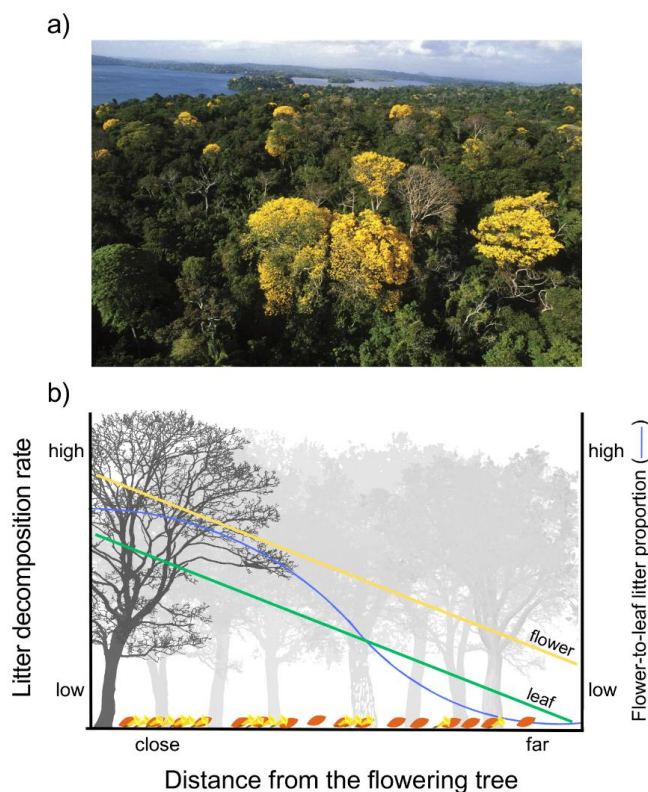 a)
b)
high
low
Litter decomposition rate
high
low
Flower-to-leaf litter proportion (—)
flower
leaf
close
far
Distance from the flowering tree